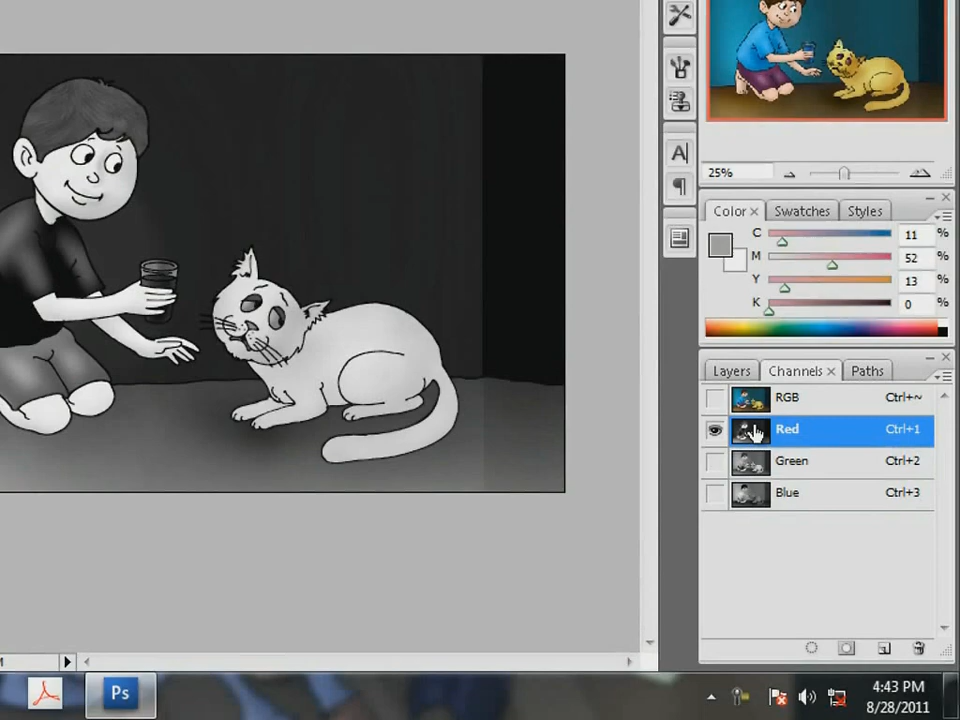 25%
Color × Swatches Styles
C 11 %
M 52 %
Y 13 %
K 0 %
Layers Channels × Paths
RGB Ctrl+~
Red Ctrl+1
Green Ctrl+2
Blue Ctrl+3
A
Ps
4:43 PM
8/28/2011